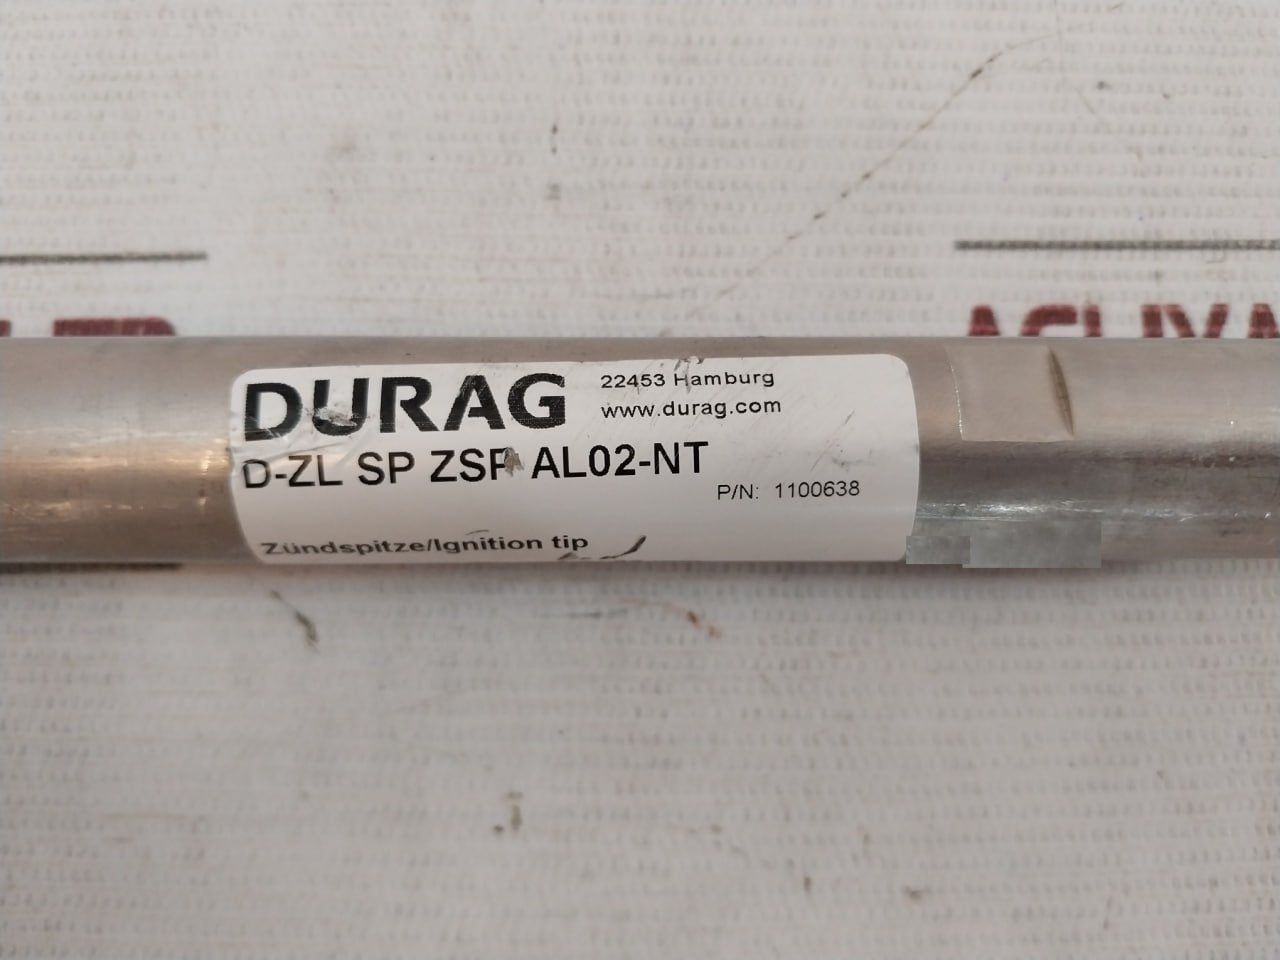 DURAG
22453 Hamburg
www.durag.com
D-ZL SP ZSP AL02-NT
P/N: 1100638
Zündspitze/Ignition tip